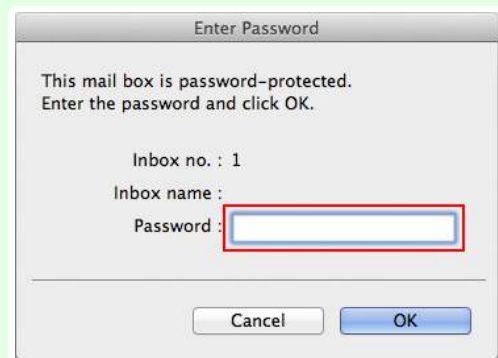 Enter Password
This mail box is password-protected.
Enter the password and click OK.
Inbox no. : 1
Inbox name :
Password :
Cancel OK